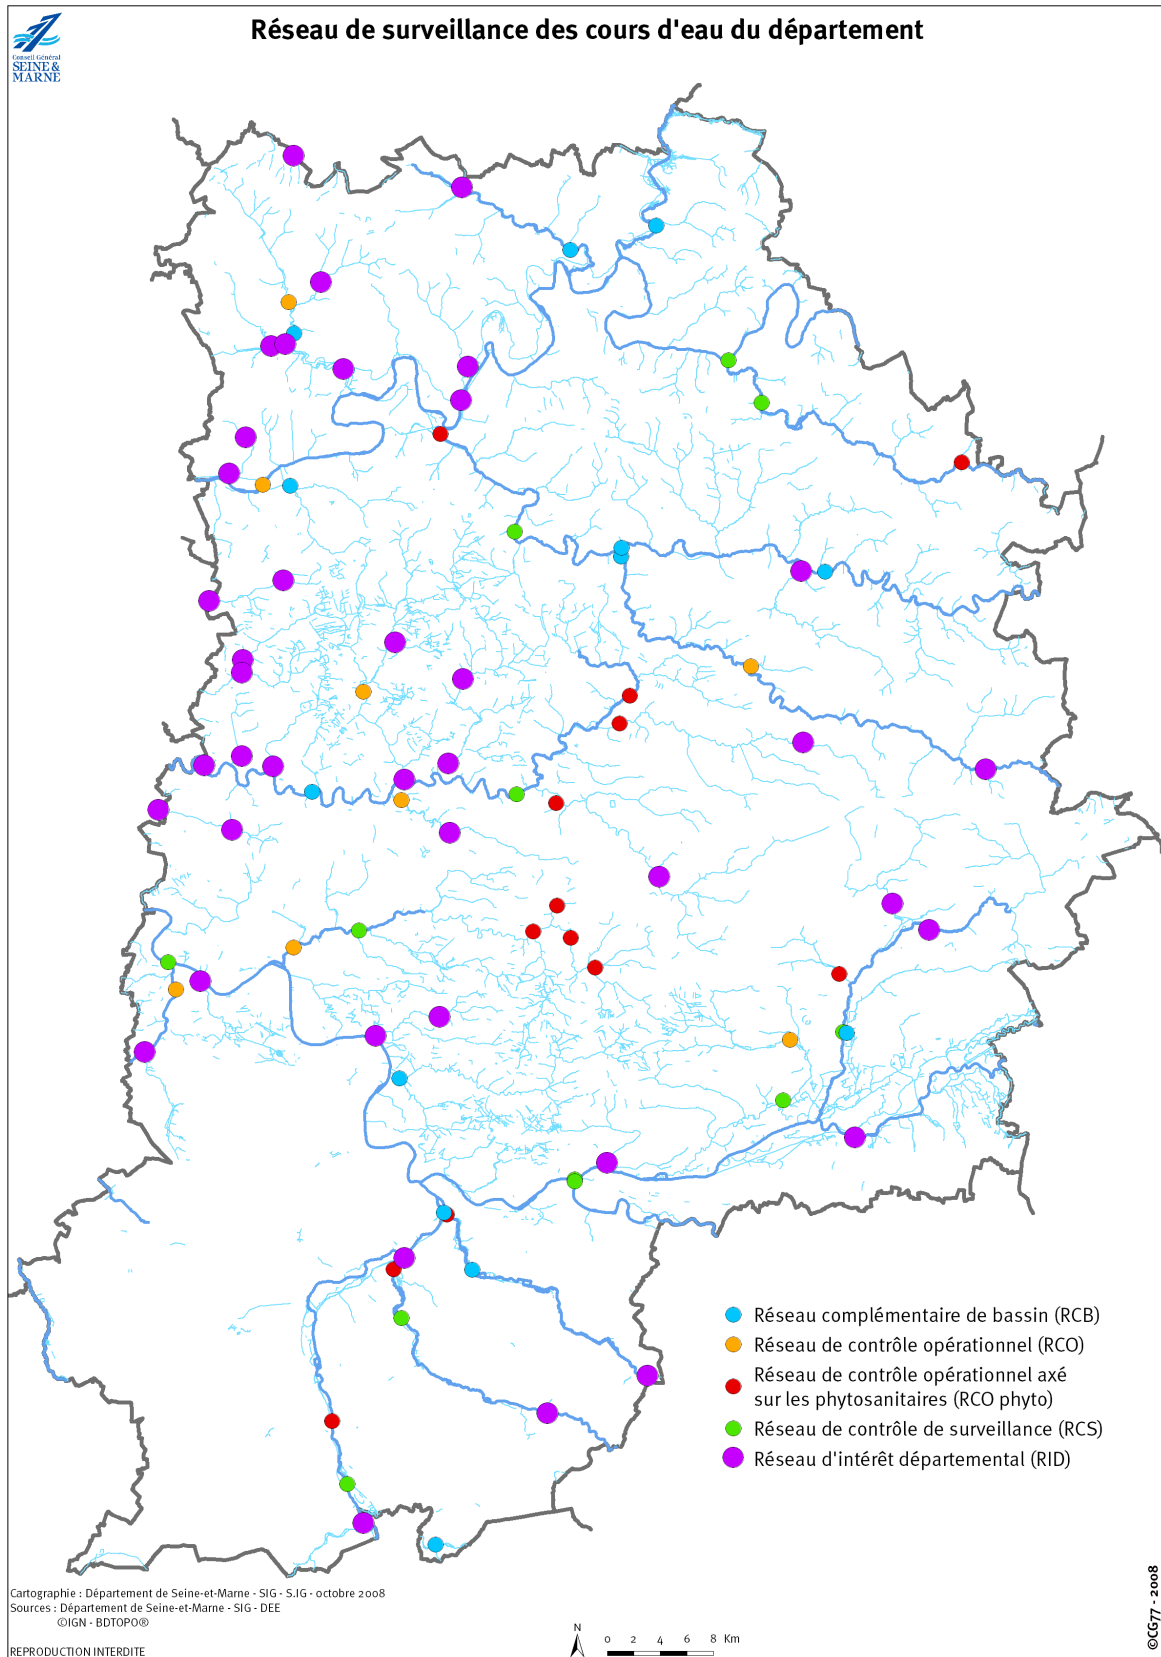 Réseau de surveillance des cours d'eau du département
Conseil Général
SEINE &
MARNE
Réseau complémentaire de bassin (RCB)
Réseau de contrôle opérationnel (RCO)
Réseau de contrôle opérationnel axé
sur les phytosanitaires (RCO phyto)
Réseau de contrôle de surveillance (RCS)
Réseau d'intérêt départemental (RID)
Cartographie : Département de Seine-et-Marne - SIG - S.IG - octobre 2008
Sources : Département de Seine-et-Marne - SIG - DEE
©IGN - BDTOPO®
REPRODUCTION INTERDITE
N
0 2 4 6 8 Km
©CG77 - 2008